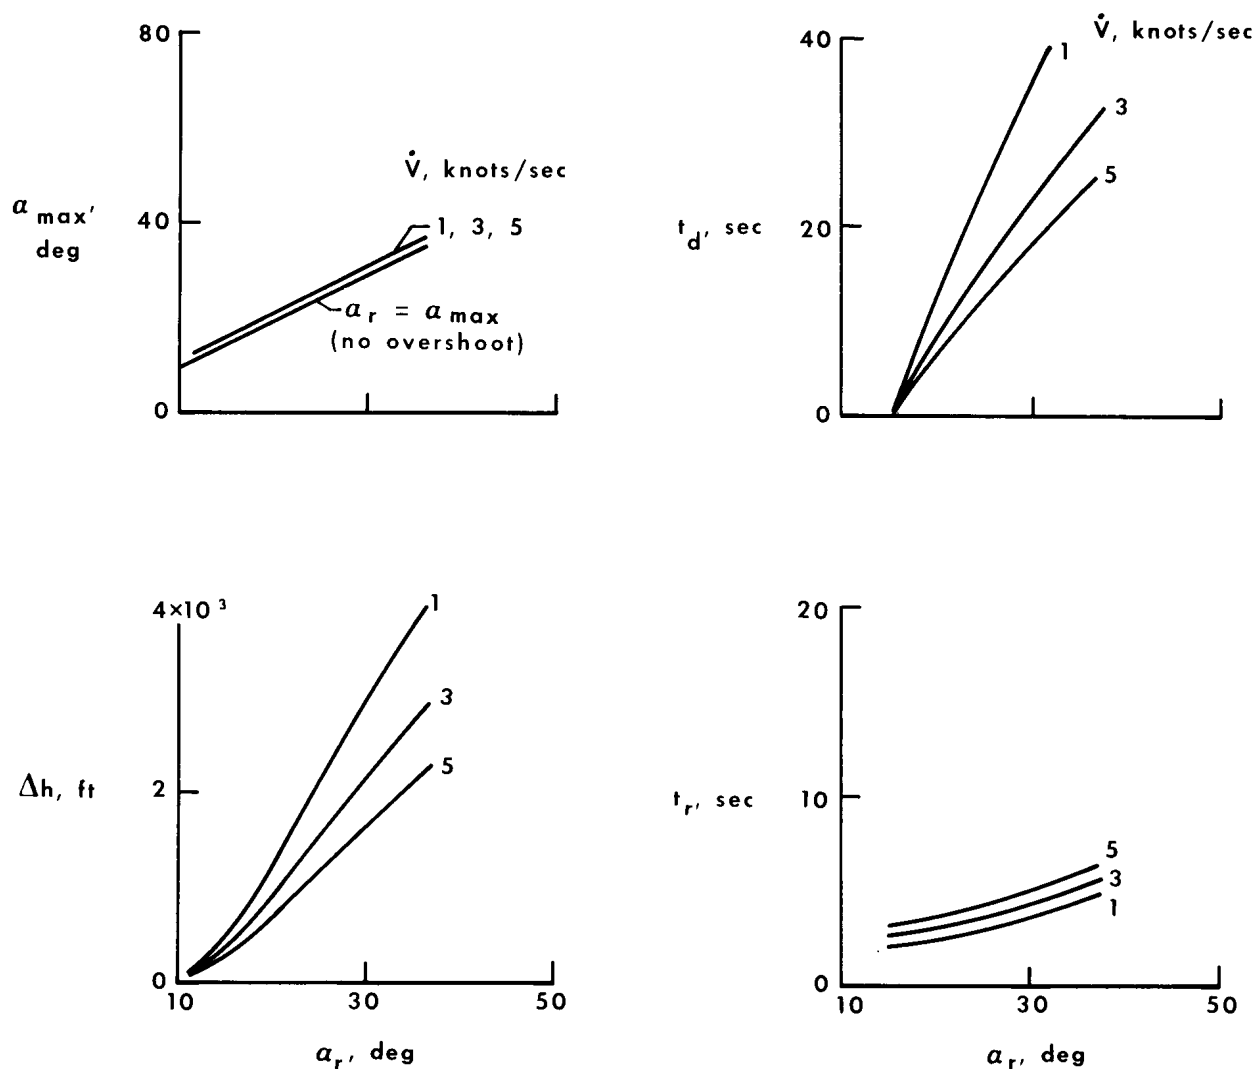 80
40
0
α max, deg
V̇, knots/sec
1, 3, 5
α r = α max
(no overshoot)
40
20
0
t d, sec
V̇, knots/sec
1
3
5
4×10 3
2
0
Δh, ft
1
3
5
10 30 50
α r, deg
20
10
0
t r, sec
5
3
1
10 30 50
α r, deg